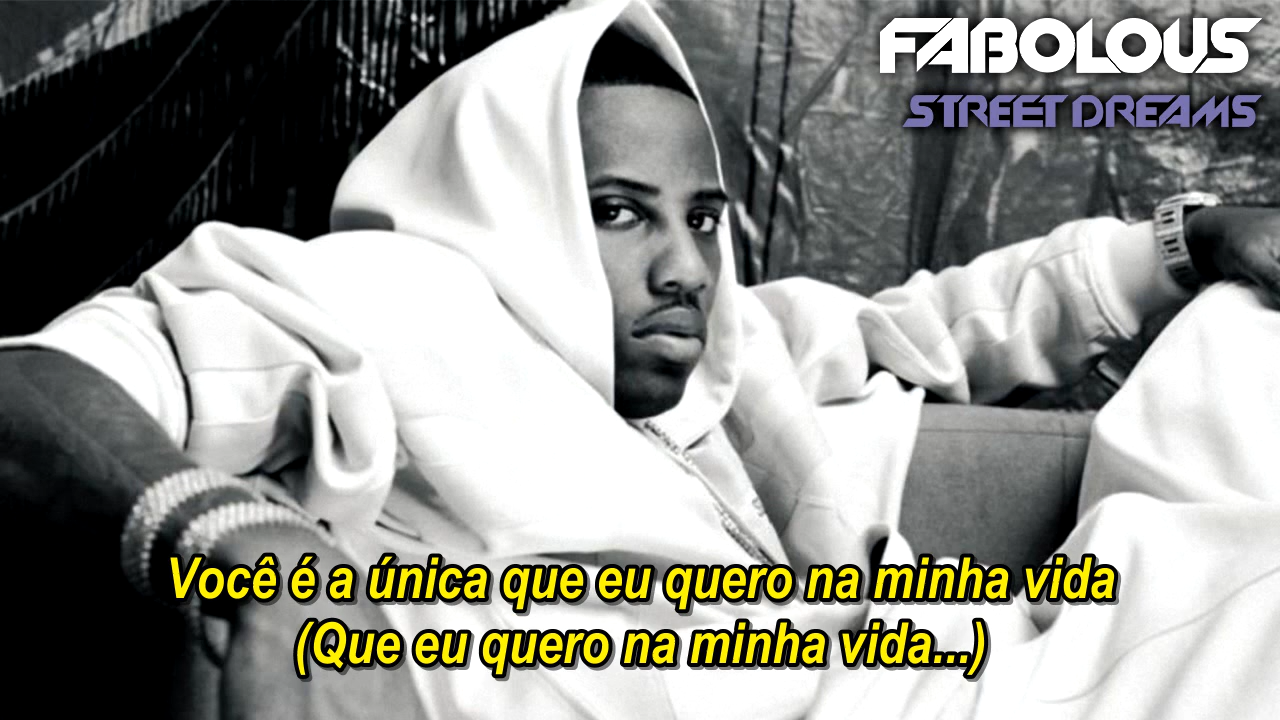 FABOLOUS
STREET DREAMS
Você é a única que eu quero na minha vida
(Que eu quero na minha vida...)